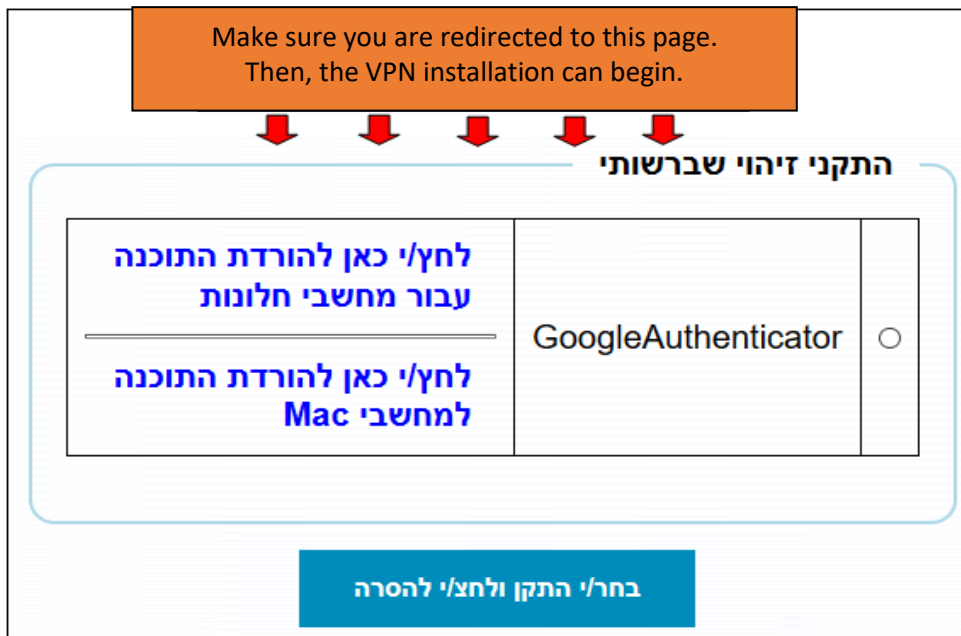 Make sure you are redirected to this page.
Then, the VPN installation can begin.
התקני זיהוי שברשותי
GoogleAuthenticator
לחץ/י כאן להורדת התוכנה
עבור מחשבי חלונות
לחץ/י כאן להורדת התוכנה
למחשבי Mac
בחר/י התקן ולחצ/י להסרה